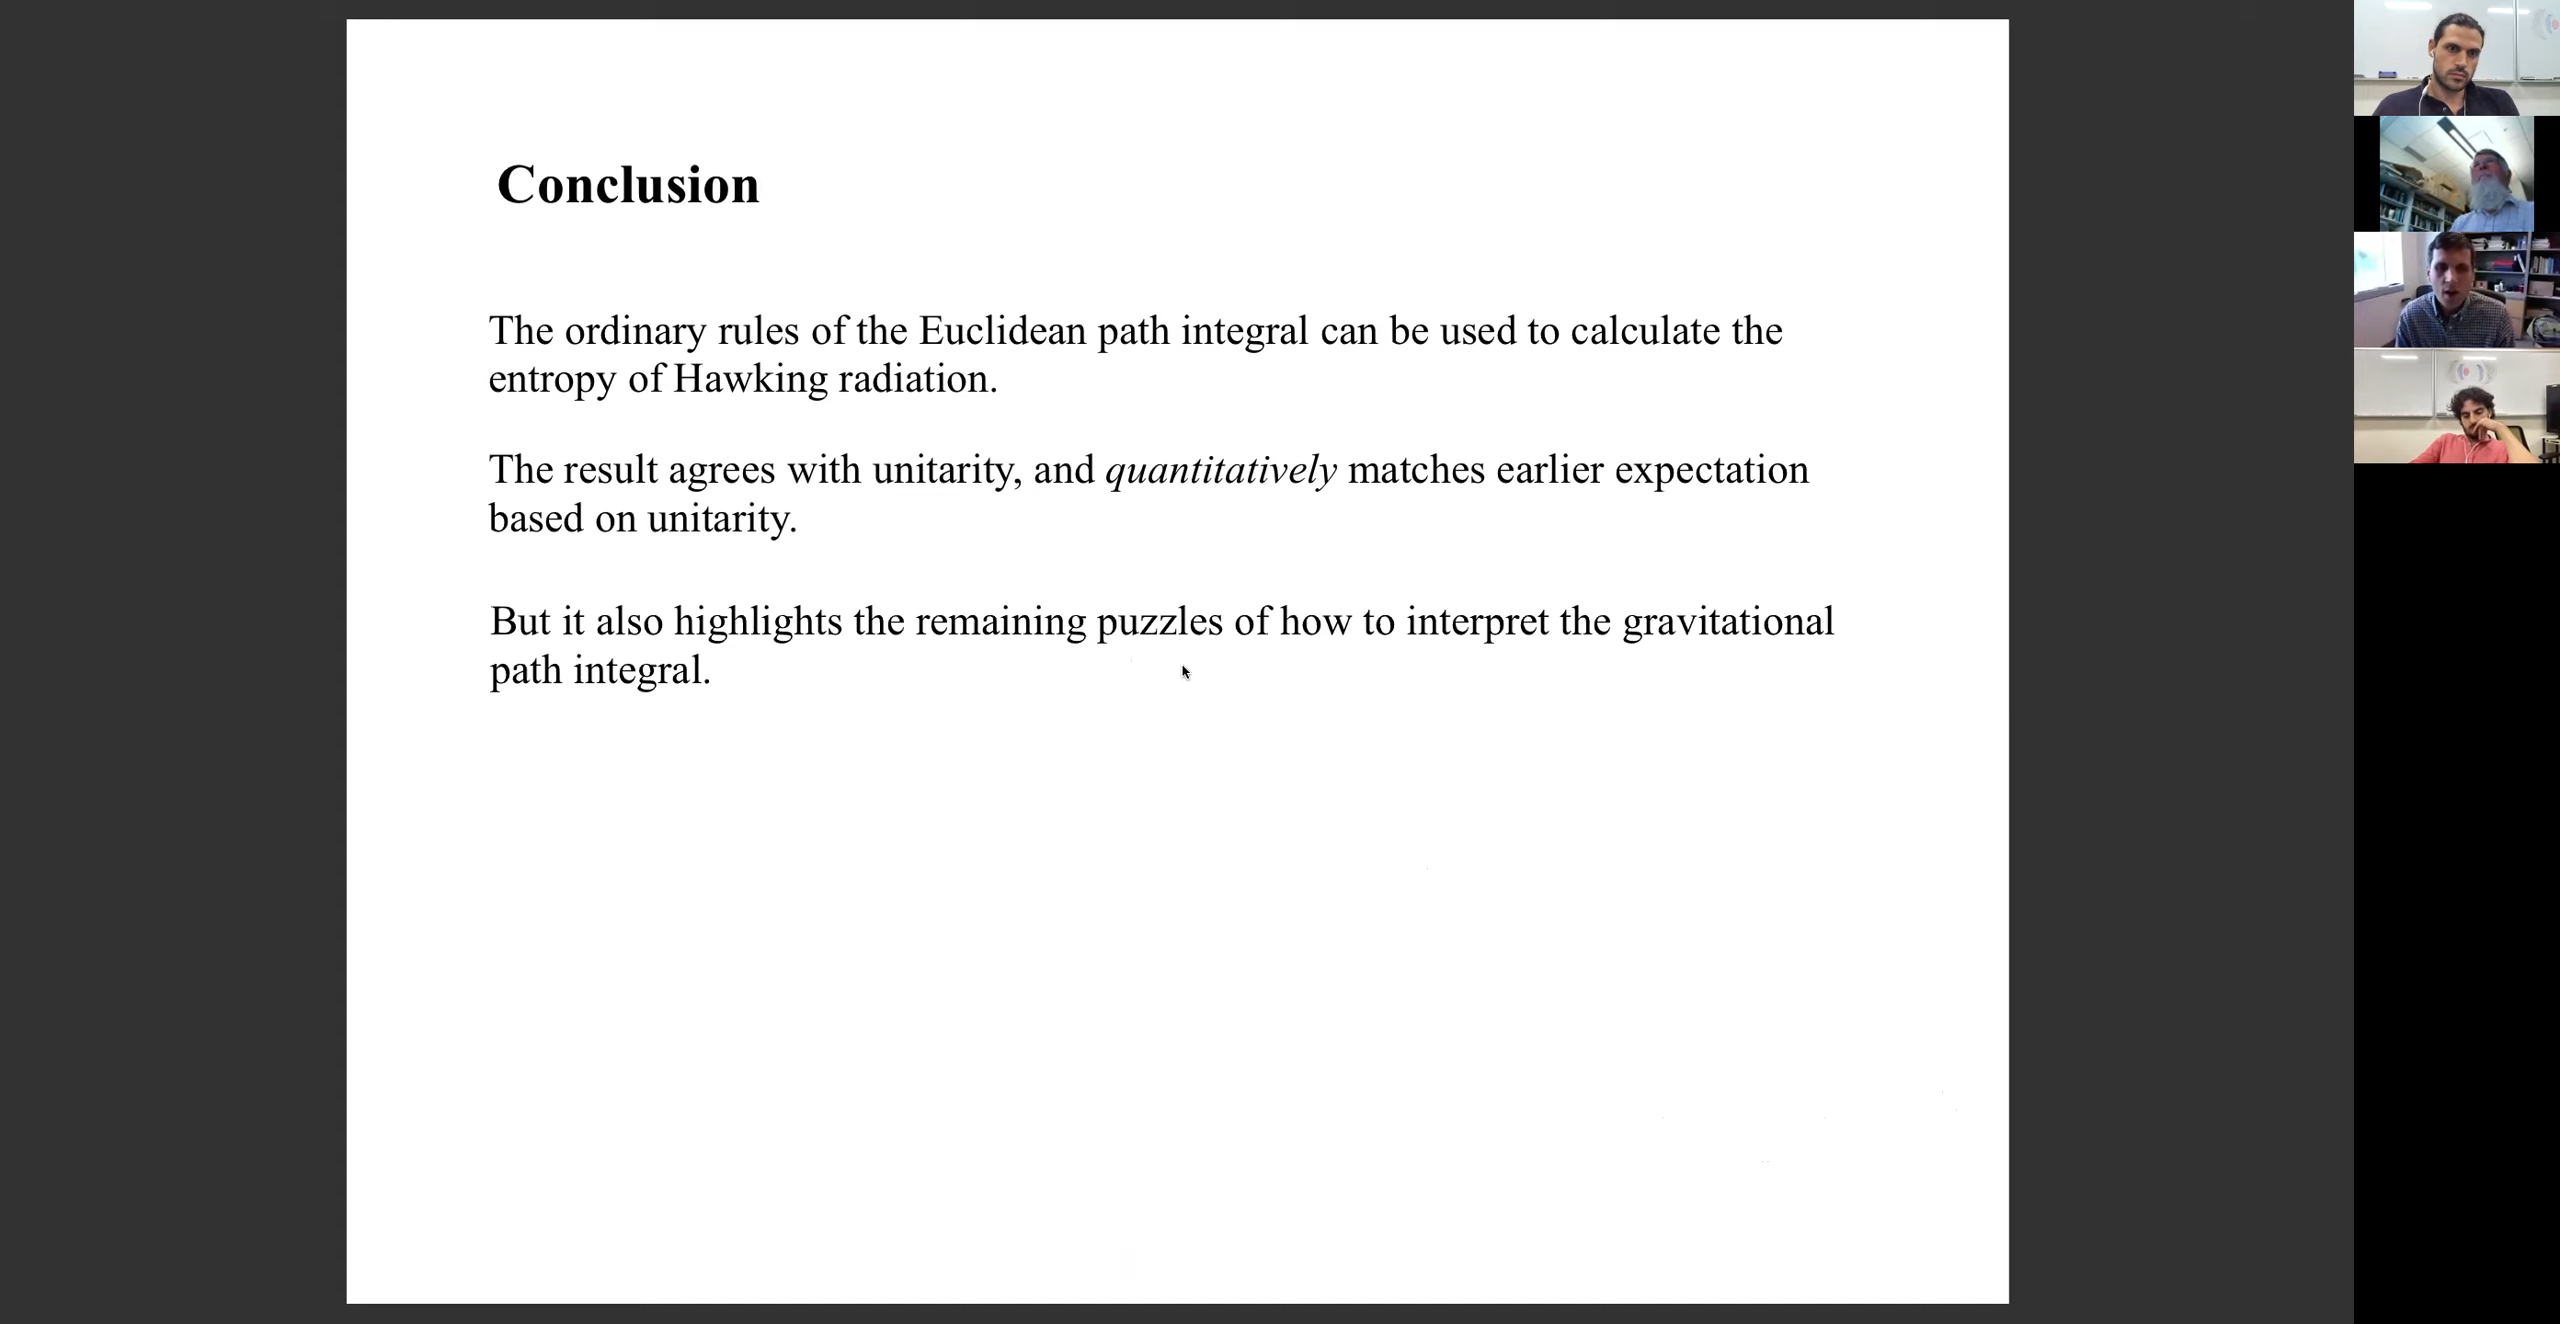 Conclusion
The ordinary rules of the Euclidean path integral can be used to calculate the
entropy of Hawking radiation.
The result agrees with unitarity, and quantitatively matches earlier expectation
based on unitarity.
But it also highlights the remaining puzzles of how to interpret the gravitational
path integral.